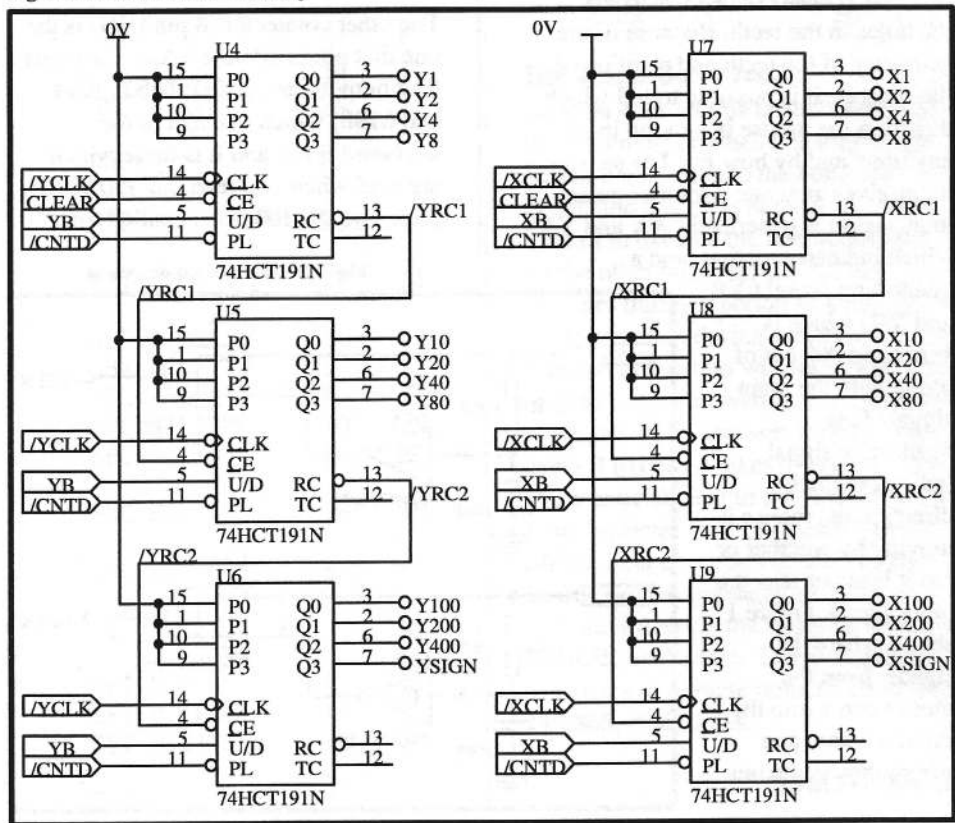 0V
U4
15 P0 Q0 3 Y1
1 P1 Q1 2 Y2
10 P2 Q2 6 Y4
9 P3 Q3 7 Y8
/YCLK 14 CLK
CLEAR 4 CE
YB 5 U/D RC 13 /YRC1
/CNTD 11 PL TC 12
74HCT191N
/YRC1
U5
15 P0 Q0 3 Y10
1 P1 Q1 2 Y20
10 P2 Q2 6 Y40
9 P3 Q3 7 Y80
/YCLK 14 CLK
4 CE
YB 5 U/D RC 13
/CNTD 11 PL TC 12 /YRC2
74HCT191N
/YRC2
U6
15 P0 Q0 3 Y100
1 P1 Q1 2 Y200
10 P2 Q2 6 Y400
9 P3 Q3 7 YSIGN
/YCLK 14 CLK
4 CE
YB 5 U/D RC 13
/CNTD 11 PL TC 12
74HCT191N
0V
U7
15 P0 Q0 3 X1
1 P1 Q1 2 X2
10 P2 Q2 6 X4
9 P3 Q3 7 X8
/XCLK 14 CLK
CLEAR 4 CE
XB 5 U/D RC 13 /XRC1
/CNTD 11 PL TC 12
74HCT191N
/XRC1
U8
15 P0 Q0 3 X10
1 P1 Q1 2 X20
10 P2 Q2 6 X40
9 P3 Q3 7 X80
/XCLK 14 CLK
4 CE
XB 5 U/D RC 13
/CNTD 11 PL TC 12 /XRC2
74HCT191N
/XRC2
U9
15 P0 Q0 3 X100
1 P1 Q1 2 X200
10 P2 Q2 6 X400
9 P3 Q3 7 XSIGN
/XCLK 14 CLK
4 CE
XB 5 U/D RC 13
/CNTD 11 PL TC 12
74HCT191N